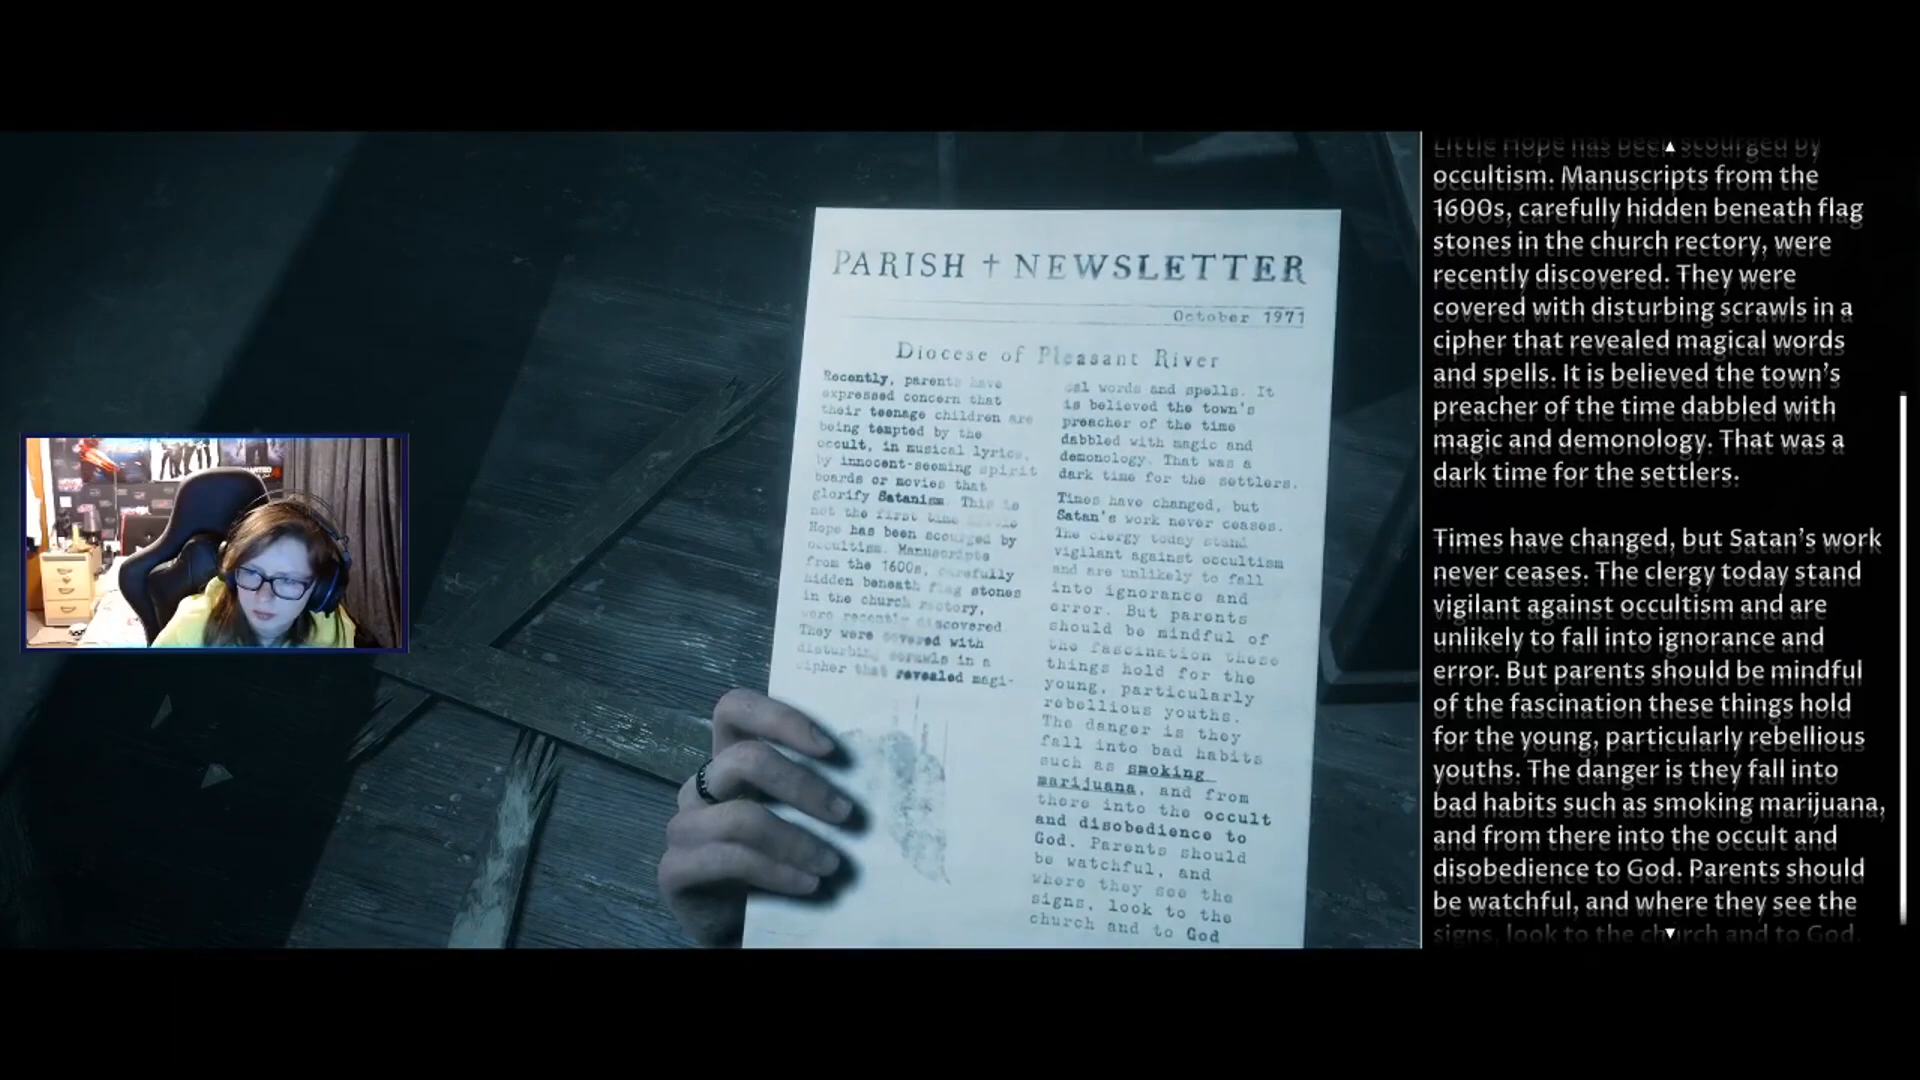 PARISH † NEWSLETTER
October 1971
Diocese of Pleasant River
Recently, parents have
expressed concern that
their teenage children are
being tempted by the
occult, in musical lyrics,
by innocent-seeming spirit
boards or movies that
glorify Satanism. This is
not the first time Little
Hope has been scourged by
occultism. Manuscripts
from the 1600s, carefully
hidden beneath flag stones
in the church rectory,
were recently discovered.
They were covered with
disturbing scrawls in a
cipher that revealed magi-
cal words and spells. It
is believed the town's
preacher of the time
dabbled with magic and
demonology. That was a
dark time for the settlers.
Times have changed, but
Satan's work never ceases.
The clergy today stand
vigilant against occultism
and are unlikely to fall
into ignorance and
error. But parents
should be mindful of
the fascination these
things hold for the
young, particularly
rebellious youths.
The danger is they
fall into bad habits
such as smoking
marijuana, and from
there into the occult
and disobedience to
God. Parents should
be watchful, and
where they see the
signs, look to the
church and to God
Little Hope has been scourged by
occultism. Manuscripts from the
1600s, carefully hidden beneath flag
stones in the church rectory, were
recently discovered. They were
covered with disturbing scrawls in a
cipher that revealed magical words
and spells. It is believed the town's
preacher of the time dabbled with
magic and demonology. That was a
dark time for the settlers.
Times have changed, but Satan's work
never ceases. The clergy today stand
vigilant against occultism and are
unlikely to fall into ignorance and
error. But parents should be mindful
of the fascination these things hold
for the young, particularly rebellious
youths. The danger is they fall into
bad habits such as smoking marijuana,
and from there into the occult and
disobedience to God. Parents should
be watchful, and where they see the
signs, look to the church and to God.